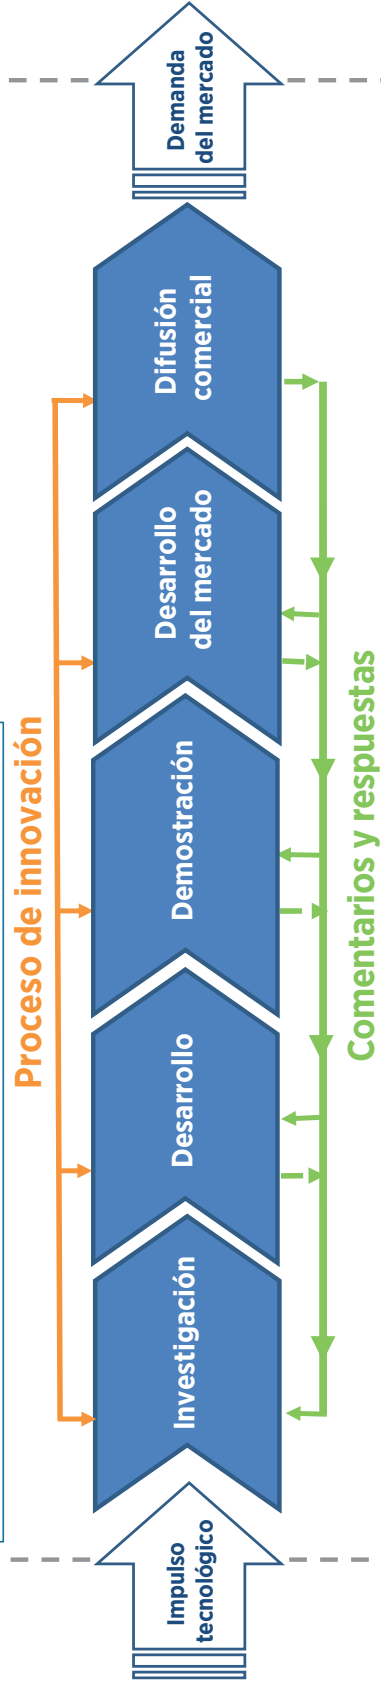 Proceso de innovación
Impulso
tecnológico
Investigación
Desarrollo
Demostración
Desarrollo
del mercado
Difusión
comercial
Demanda
del mercado
Comentarios y respuestas